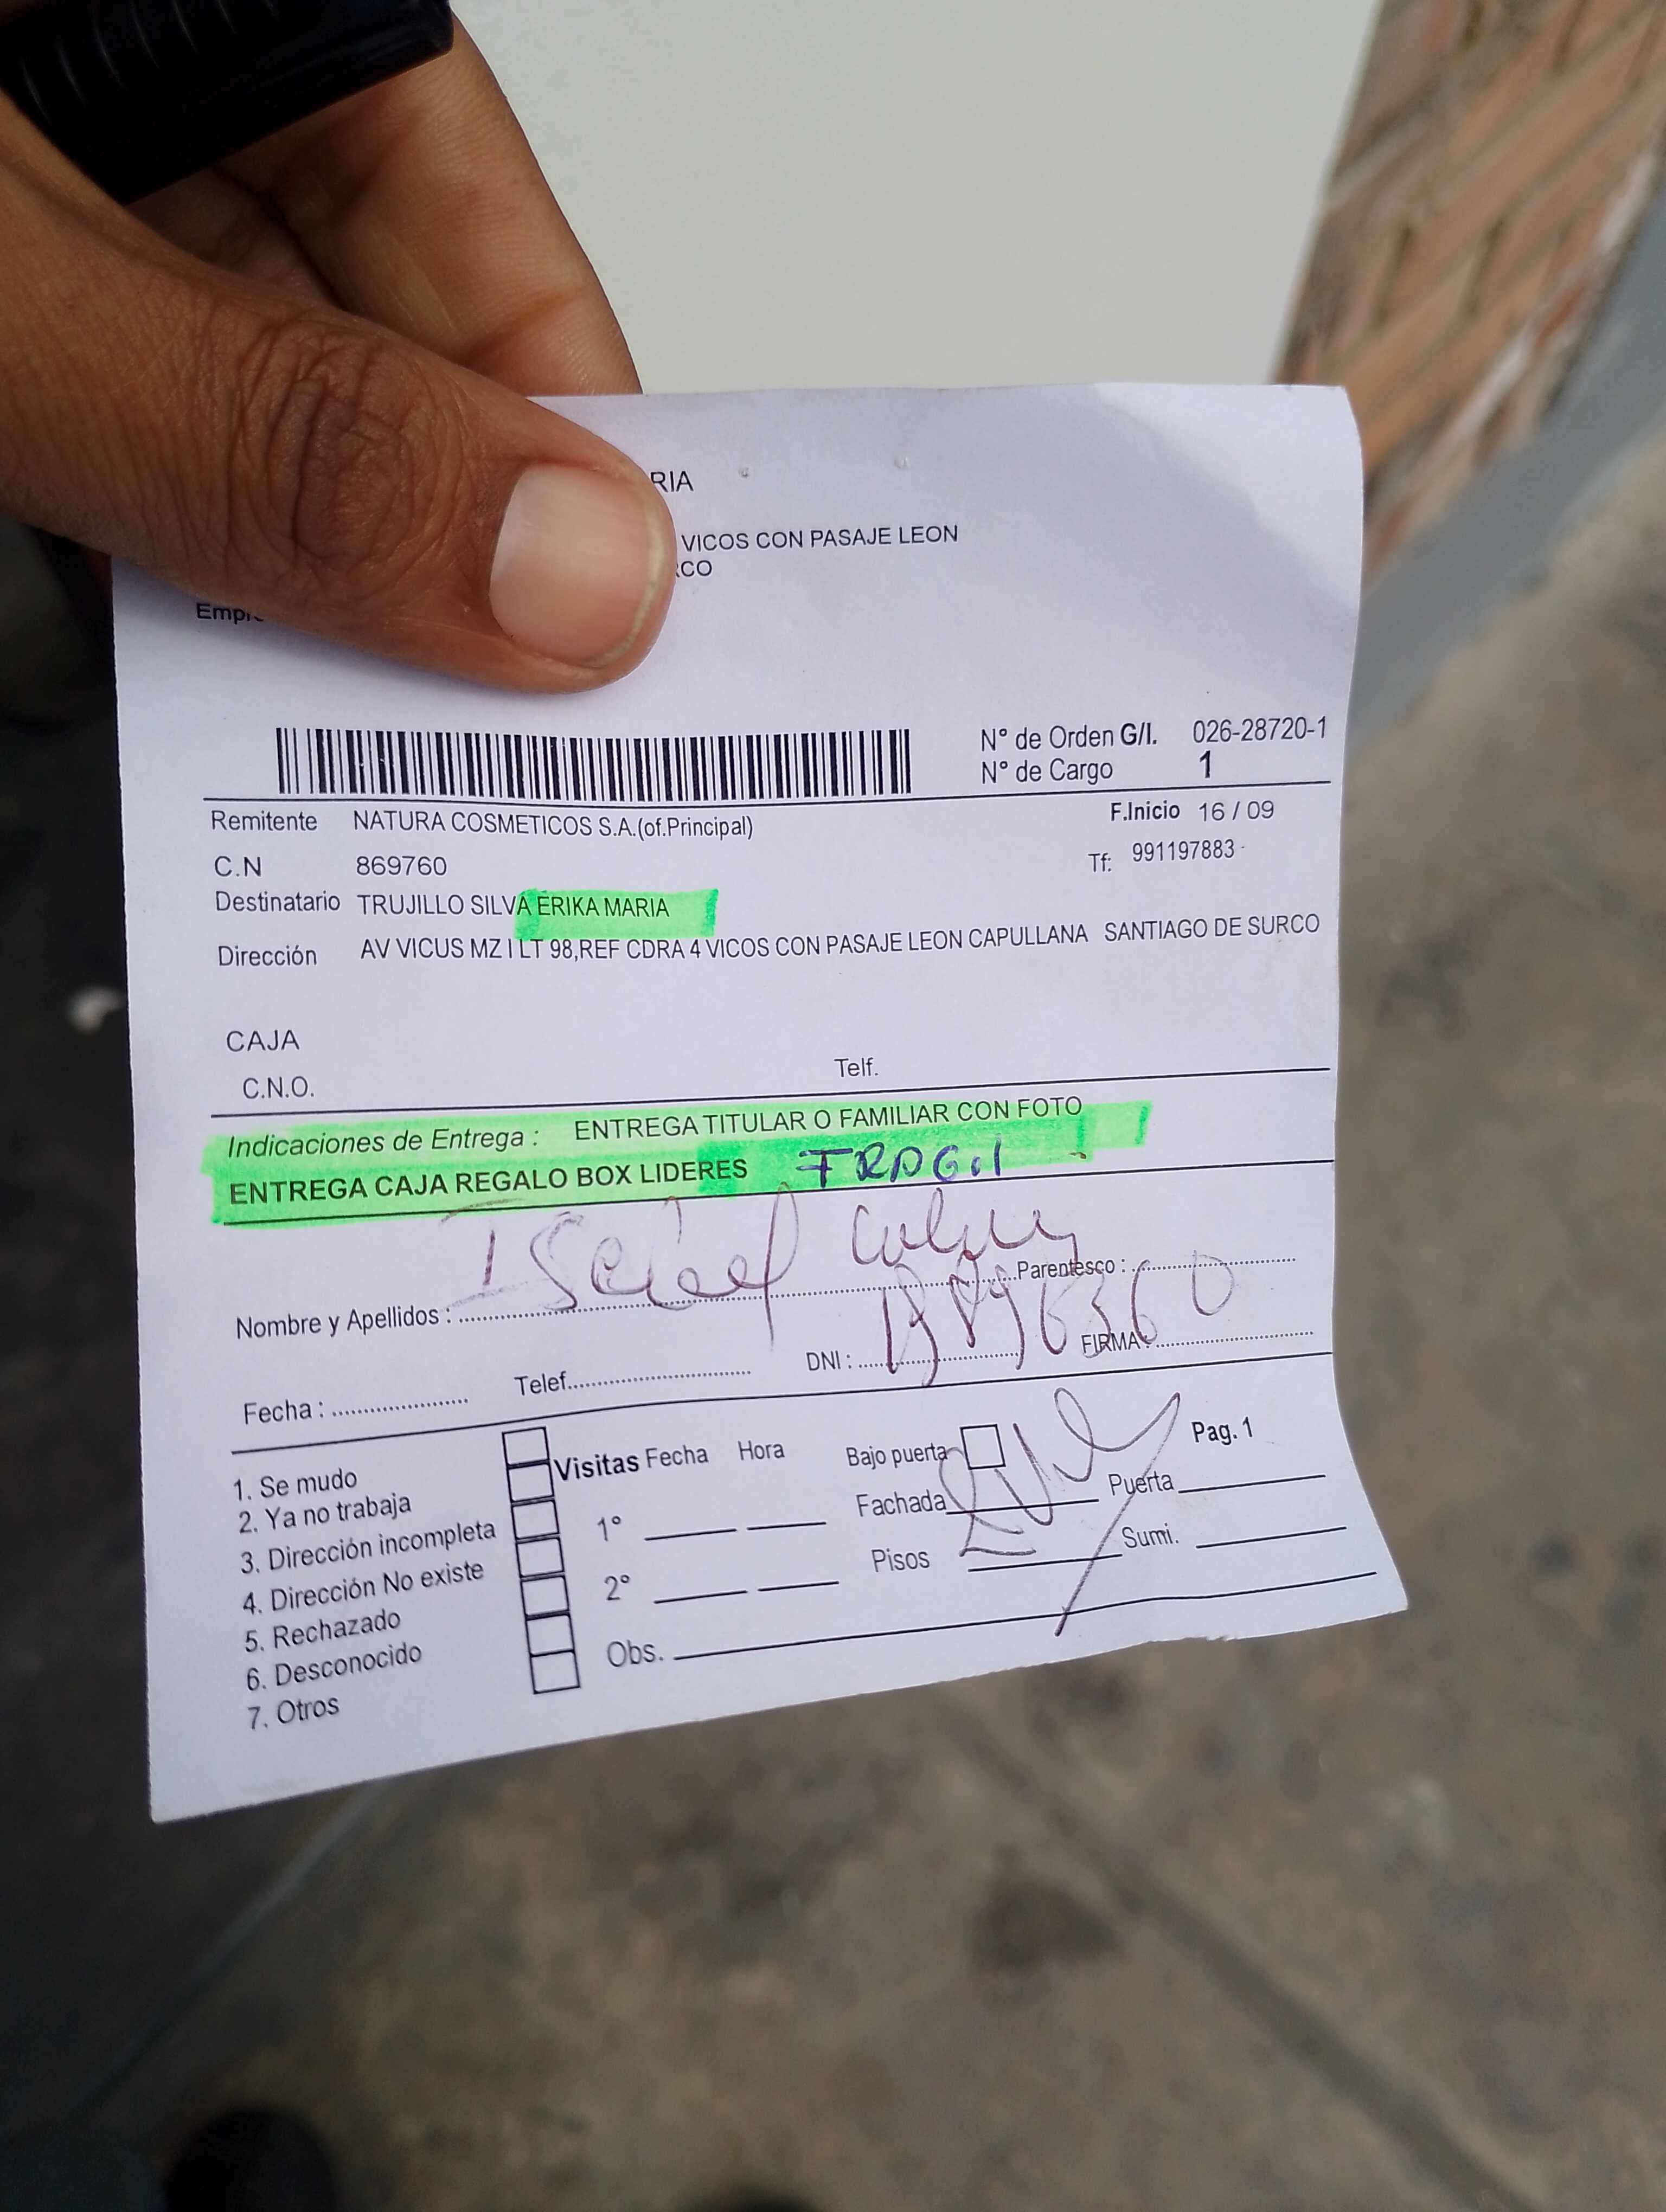 RIA
VICOS CON PASAJE LEON
RCO
N° de Orden G/I. 026-28720-1
N° de Cargo 1
Remitente NATURA COSMETICOS S.A.(of.Principal) F.Inicio 16 / 09
C.N 869760 Tf: 991197883 -
Destinatario TRUJILLO SILVA ERIKA MARIA
Dirección AV VICUS MZ I LT 98,REF CDRA 4 VICOS CON PASAJE LEON CAPULLANA SANTIAGO DE SURCO
CAJA
C.N.O. Telf.
Indicaciones de Entrega : ENTREGA TITULAR O FAMILIAR CON FOTO
ENTREGA CAJA REGALO BOX LIDERES
Nombre y Apellidos : Parentesco :
Fecha : Telef. DNI : FIRMA :
1. Se mudo Visitas Fecha Hora Bajo puerta Pag. 1
2. Ya no trabaja Fachada Puerta
3. Dirección incompleta 1°
4. Dirección No existe Pisos Sumi.
5. Rechazado 2°
6. Desconocido Obs.
7. Otros